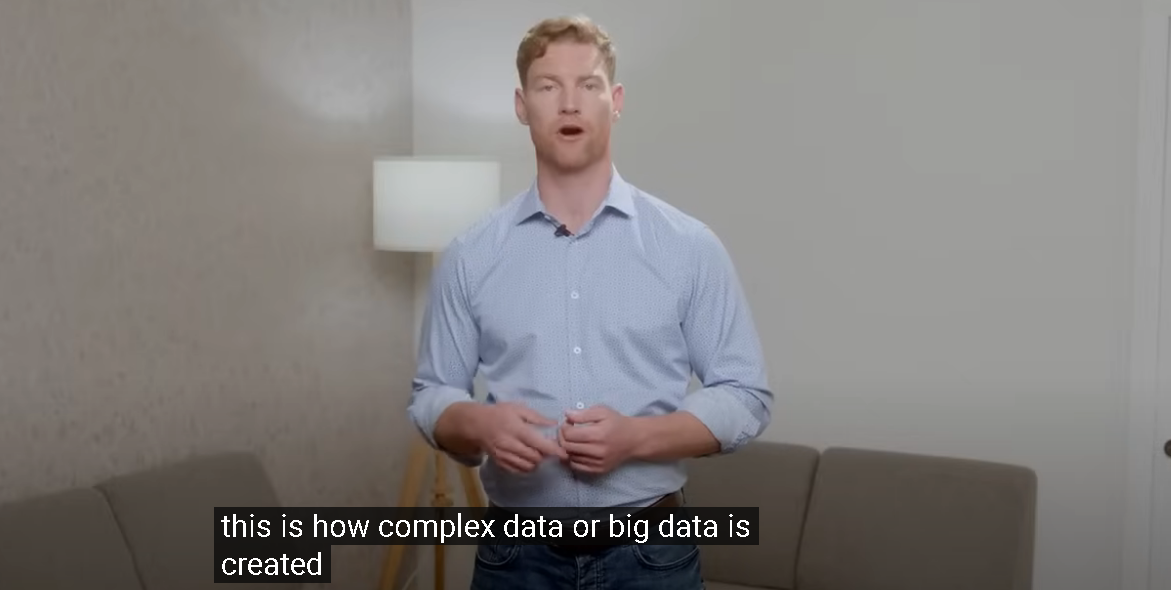 this is how complex data or big data is
created